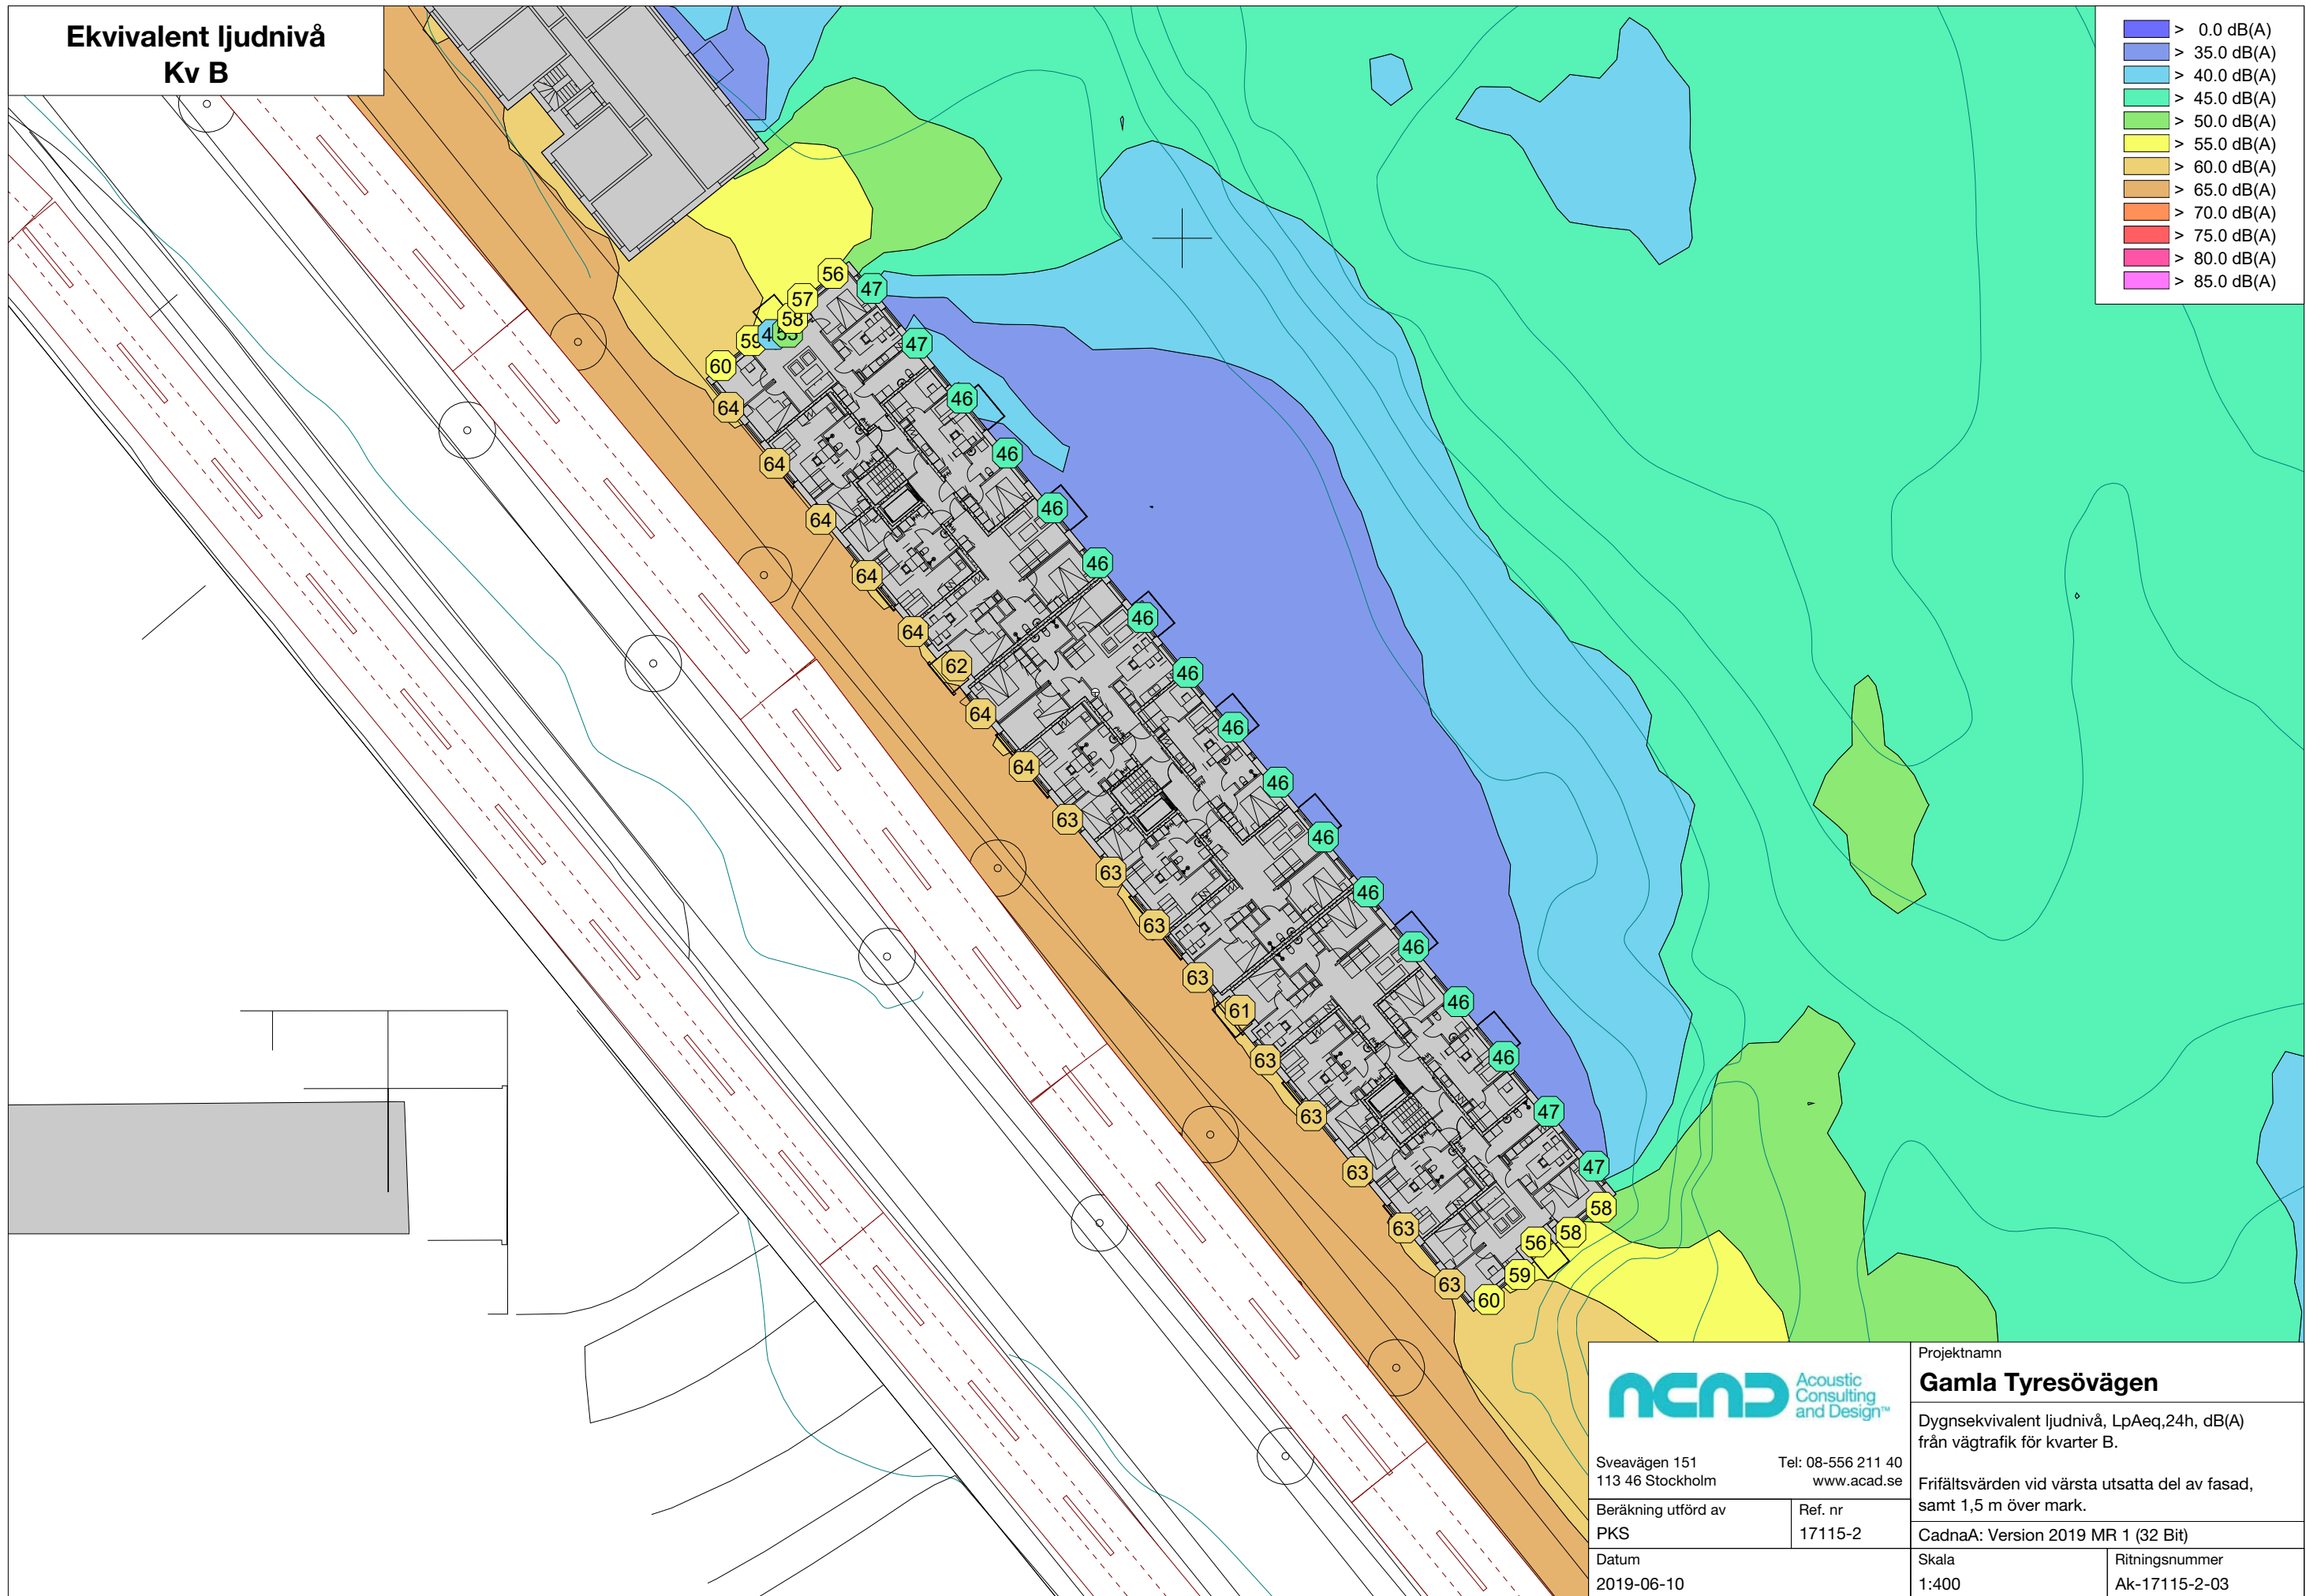 Ekvivalent ljudnivå
Kv B
> 0.0 dB(A)
> 35.0 dB(A)
> 40.0 dB(A)
> 45.0 dB(A)
> 50.0 dB(A)
> 55.0 dB(A)
> 60.0 dB(A)
> 65.0 dB(A)
> 70.0 dB(A)
> 75.0 dB(A)
> 80.0 dB(A)
> 85.0 dB(A)
56
47
57
58
55
59
47
60
46
64
46
64
46
64
46
64
46
64
62
46
64
46
64
46
63
46
63
46
63
46
63
46
61
46
63
47
63
47
63
58
63
58
56
59
63
60
acad
Acoustic
Consulting
and Design™
Sveavägen 151 Tel: 08-556 211 40
113 46 Stockholm www.acad.se
Beräkning utförd av
PKS
Ref. nr
17115-2
Datum
2019-06-10
Projektnamn
Gamla Tyresövägen
Dygnsekvivalent ljudnivå, LpAeq,24h, dB(A)
från vägtrafik för kvarter B.
Frifältsvärden vid värsta utsatta del av fasad,
samt 1,5 m över mark.
CadnaA: Version 2019 MR 1 (32 Bit)
Skala
1:400
Ritningsnummer
Ak-17115-2-03